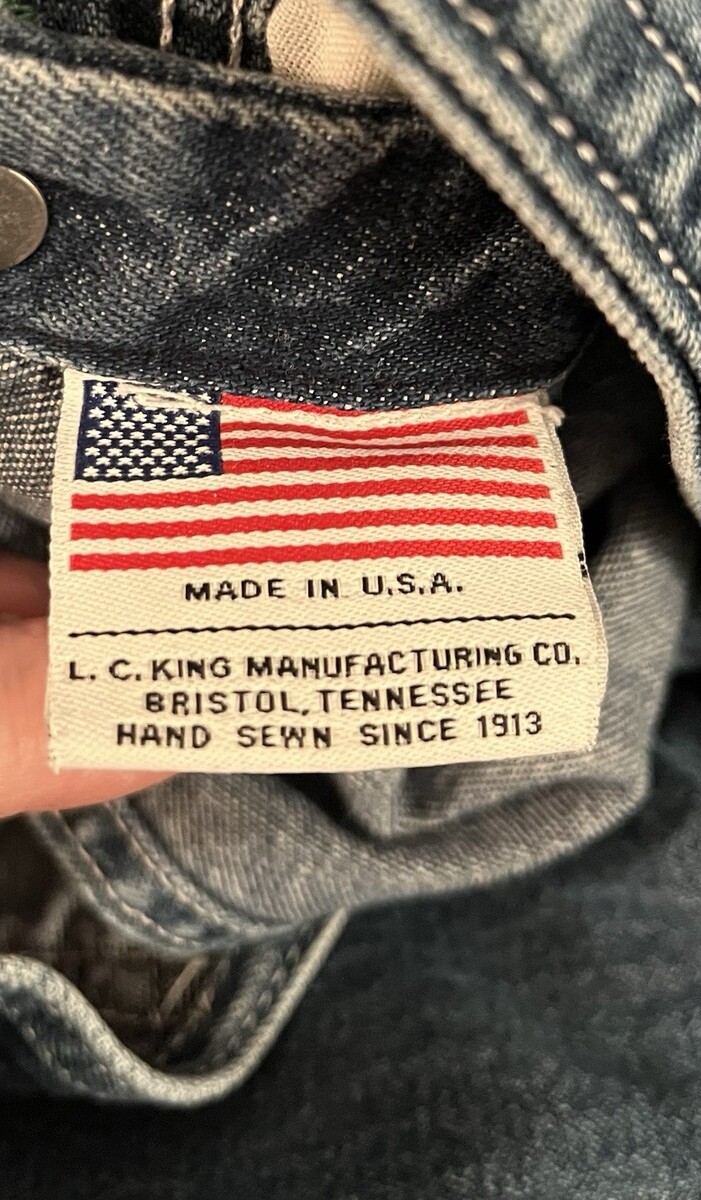 MADE IN U.S.A.
L. C. KING MANUFACTURING CO.
BRISTOL, TENNESSEE
HAND SEWN SINCE 1913